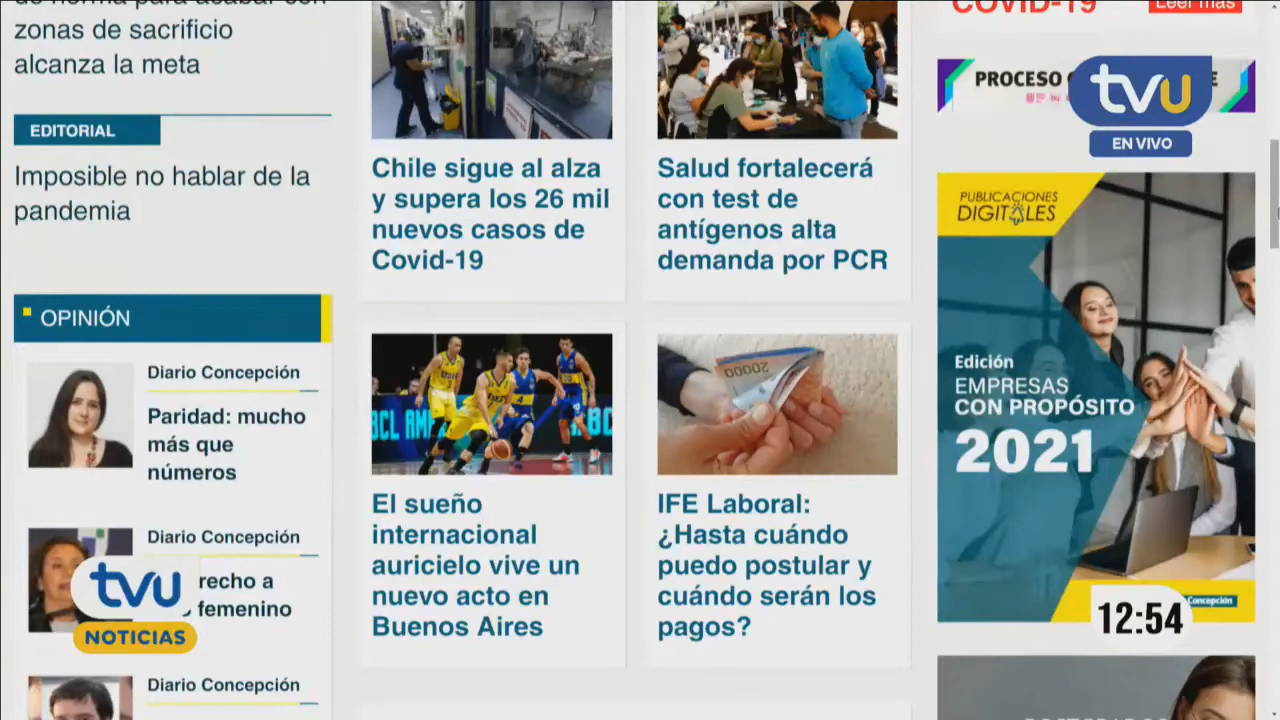 zonas de sacrificio
alcanza la meta
EDITORIAL
Imposible no hablar de la
pandemia
OPINIÓN
Diario Concepción
Paridad: mucho
más que
números
Diario Concepción
recho a
femenino
tvu
NOTICIAS
Diario Concepción
Chile sigue al alza
y supera los 26 mil
nuevos casos de
Covid-19
Salud fortalecerá
con test de
antígenos alta
demanda por PCR
BCL AM
20000
El sueño
internacional
auricielo vive un
nuevo acto en
Buenos Aires
IFE Laboral:
¿Hasta cuándo
puedo postular y
cuándo serán los
pagos?
COVID-19
Leer más
PROCESO
tvu
EN VIVO
PUBLICACIONES
DIGITALES
Edición
EMPRESAS
CON PROPÓSITO
2021
Concepción
12:54